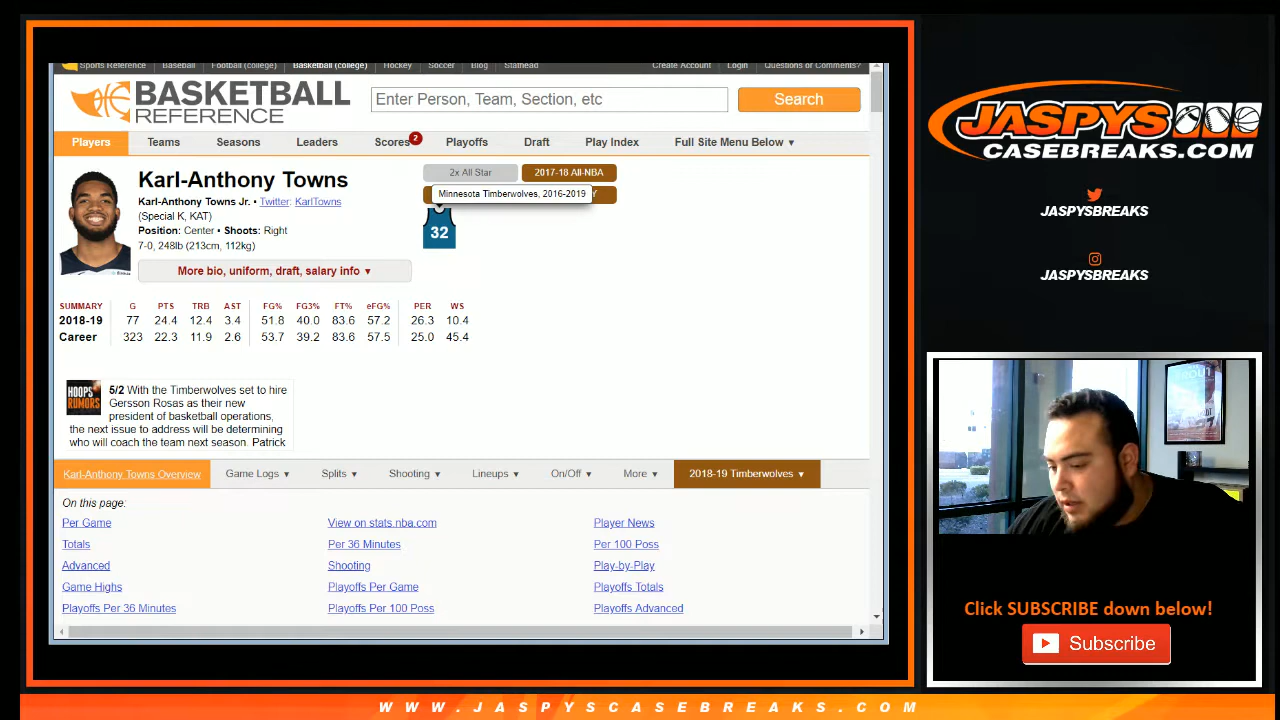 Sports Reference Baseball Football (college) Basketball (college) Hockey Soccer Blog Stathead Create Account Login Questions or Comments?
BASKETBALL
REFERENCE
Enter Person, Team, Section, etc
Search
Players Teams Seasons Leaders Scores 2 Playoffs Draft Play Index Full Site Menu Below ▼
Karl-Anthony Towns
Karl-Anthony Towns Jr. • Twitter: KarlTowns
(Special K, KAT)
Position: Center • Shoots: Right
7-0, 248lb (213cm, 112kg)
More bio, uniform, draft, salary info ▼
2x All Star 2017-18 All-NBA
Minnesota Timberwolves, 2016-2019 Y
32
SUMMARY G PTS TRB AST FG% FG3% FT% eFG% PER WS
2018-19 77 24.4 12.4 3.4 51.8 40.0 83.6 57.2 26.3 10.4
Career 323 22.3 11.9 2.6 53.7 39.2 83.6 57.5 25.0 45.4
HOOPS
RUMORS
5/2 With the Timberwolves set to hire
Gersson Rosas as their new
president of basketball operations,
the next issue to address will be determining
who will coach the team next season. Patrick
Karl-Anthony Towns Overview Game Logs ▼ Splits ▼ Shooting ▼ Lineups ▼ On/Off ▼ More ▼ 2018-19 Timberwolves ▼
On this page:
Per Game View on stats.nba.com Player News
Totals Per 36 Minutes Per 100 Poss
Advanced Shooting Play-by-Play
Game Highs Playoffs Per Game Playoffs Totals
Playoffs Per 36 Minutes Playoffs Per 100 Poss Playoffs Advanced
JASPYS
CASEBREAKS.COM
JASPYSBREAKS
JASPYSBREAKS
Click SUBSCRIBE down below!
Subscribe
WWW.JASPYSCASEBREAKS.COM